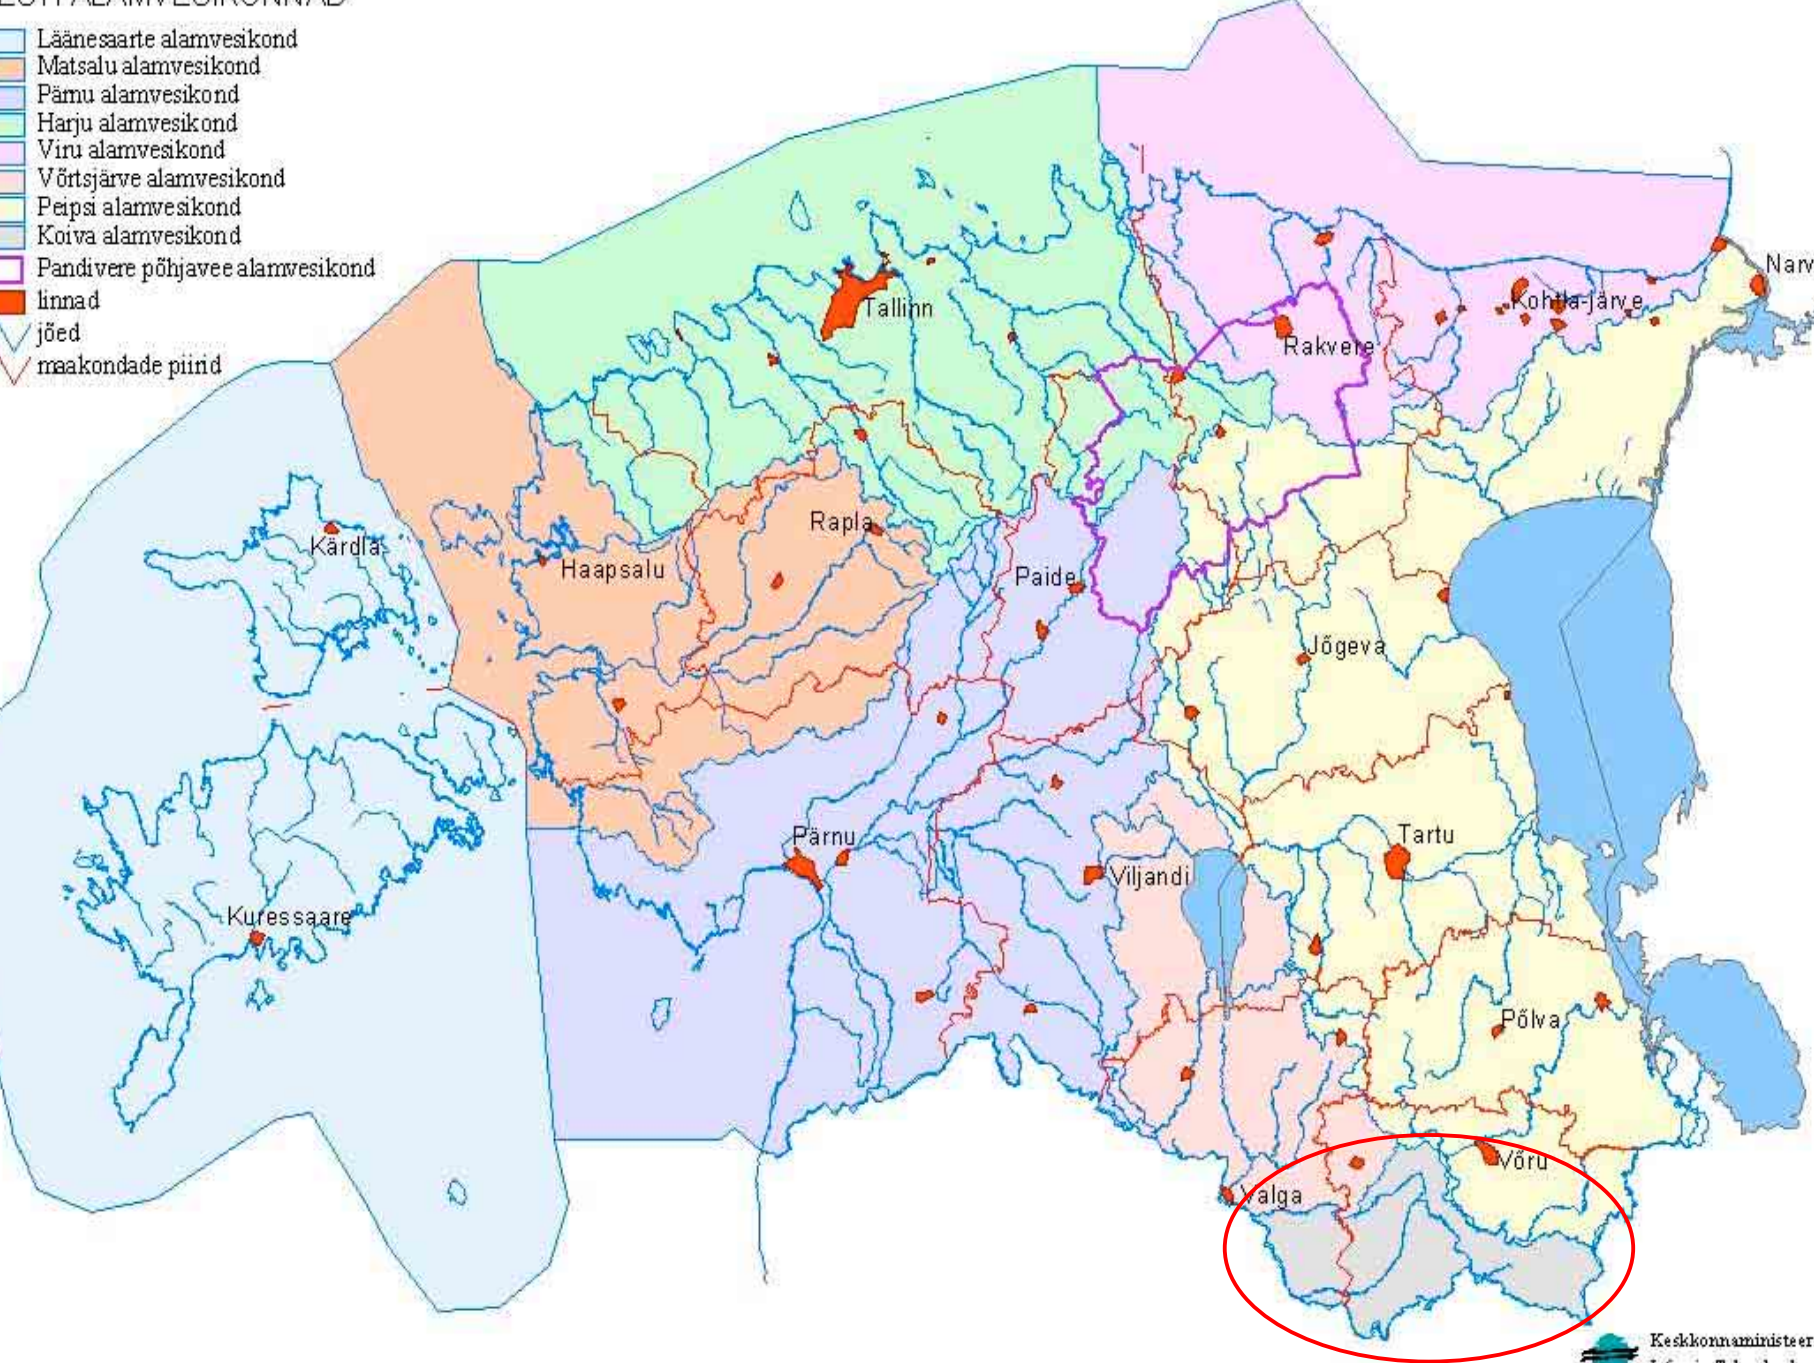 Läänesaarte alamvesikond
Matsalu alamvesikond
Pärnu alamvesikond
Harju alamvesikond
Viru alamvesikond
Võrtsjärve alamvesikond
Peipsi alamvesikond
Koiva alamvesikond
Pandivere põhjavee alamvesikond
linnad
jõed
maakondade piirid
Narv
Tallinn
Kohtla-järve
Rakvere
Rapla
Kärdla
Haapsalu
Paide
Jõgeva
Pärnu
Tartu
Viljandi
Kuressaare
Põlva
Võru
Valga
Keskkonnaministeer